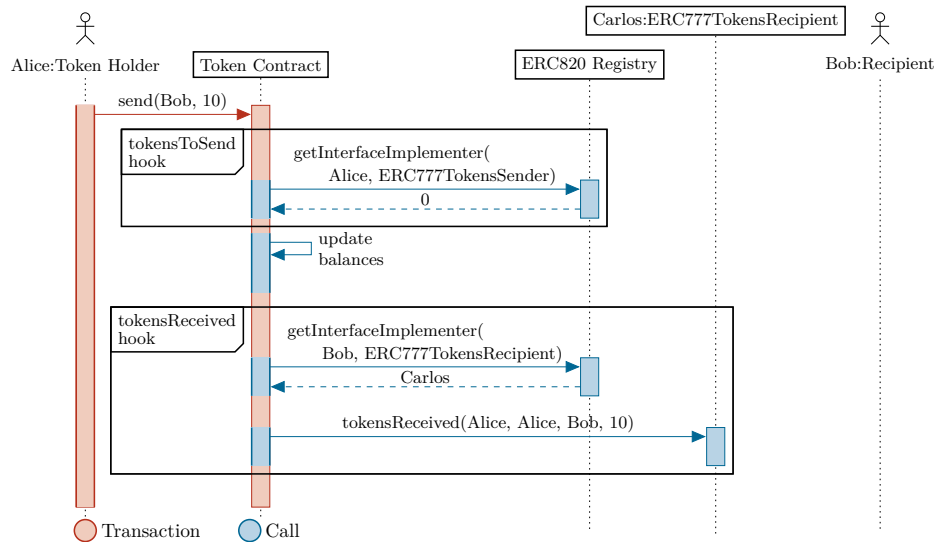 Carlos:ERC777TokensRecipient
Alice:Token Holder
Token Contract
ERC820 Registry
Bob:Recipient
send(Bob, 10)
tokensToSend
hook
getInterfaceImplementer(
Alice, ERC777TokensSender)
0
update
balances
tokensReceived
hook
getInterfaceImplementer(
Bob, ERC777TokensRecipient)
Carlos
tokensReceived(Alice, Alice, Bob, 10)
Transaction
Call